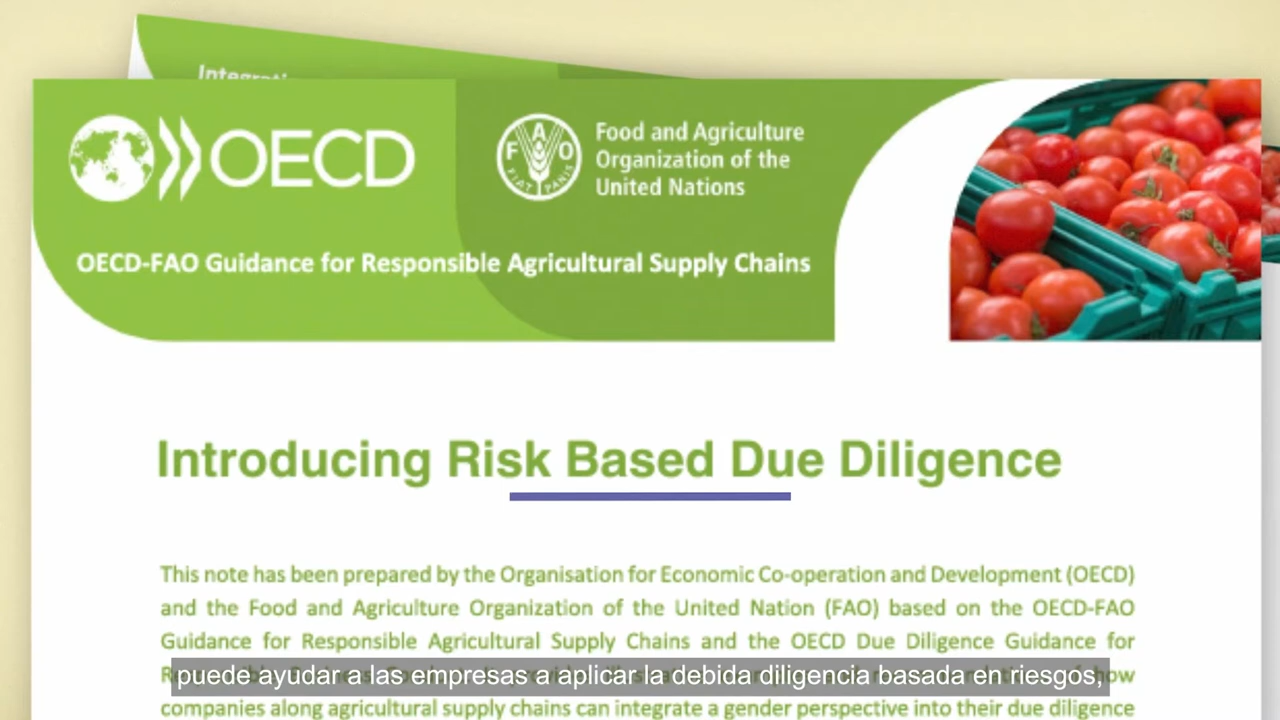 Integrati
OECD
FAO
FIAT PANIS
Food and Agriculture
Organization of the
United Nations
OECD-FAO Guidance for Responsible Agricultural Supply Chains
Introducing Risk Based Due Diligence
This note has been prepared by the Organisation for Economic Co-operation and Development (OECD)
and the Food and Agriculture Organization of the United Nation (FAO) based on the OECD-FAO
Guidance for Responsible Agricultural Supply Chains and the OECD Due Diligence Guidance for
how
puede ayudar a las empresas a aplicar la debida diligencia basada en riesgos,
companies along agricultural supply chains can integrate a gender perspective into their due diligence